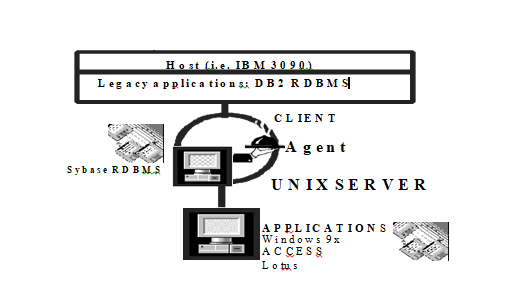 Host (i.e. IBM 3090)
Legacy applications; DB2 RDBMS
CLIENT
Agent
Sybase RDBMS
UNIX SERVER
APPLICATIONS
Windows 9x
ACCESS
Lotus